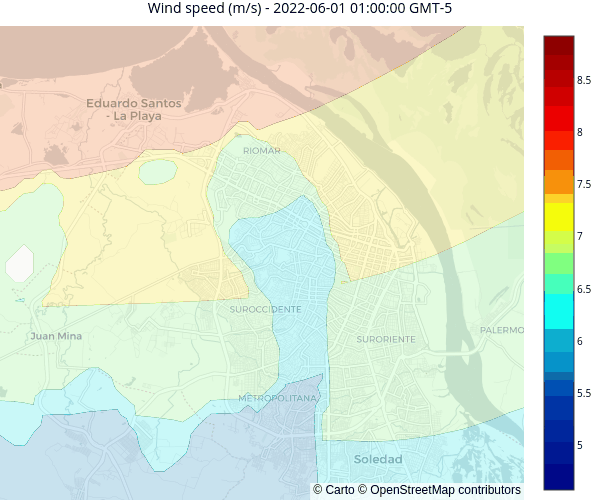 Wind speed (m/s) - 2022-06-01 01:00:00 GMT-5
Eduardo Santos
- La Playa
RIOMAR
SUROCCIDENTE
Juan Mina
SURORIENTE
PALERMO
METROPOLITANA
Soledad
© Carto © OpenStreetMap contributors
8.5
8
7.5
7
6.5
6
5.5
5